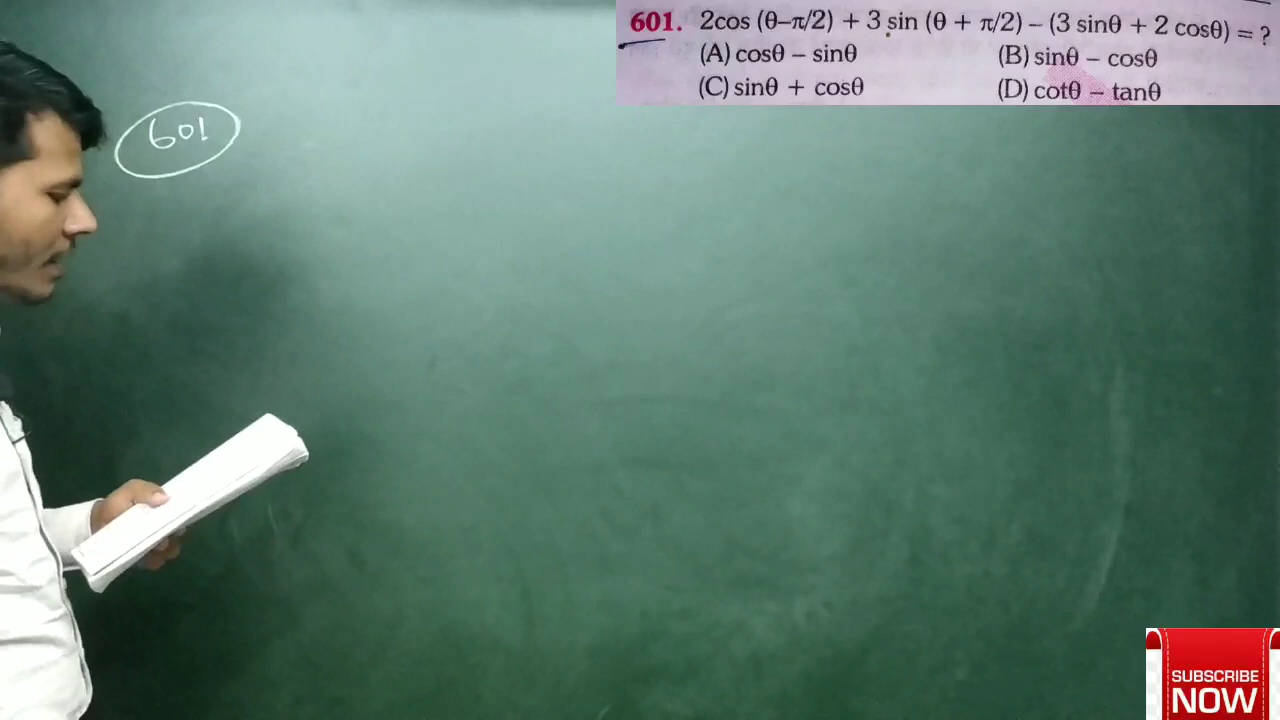 601. 2cos (θ–π/2) + 3 sin (θ + π/2) – (3 sinθ + 2 cosθ) = ?
(A) cosθ – sinθ (B) sinθ – cosθ
(C) sinθ + cosθ (D) cotθ – tanθ
601
SUBSCRIBE
NOW